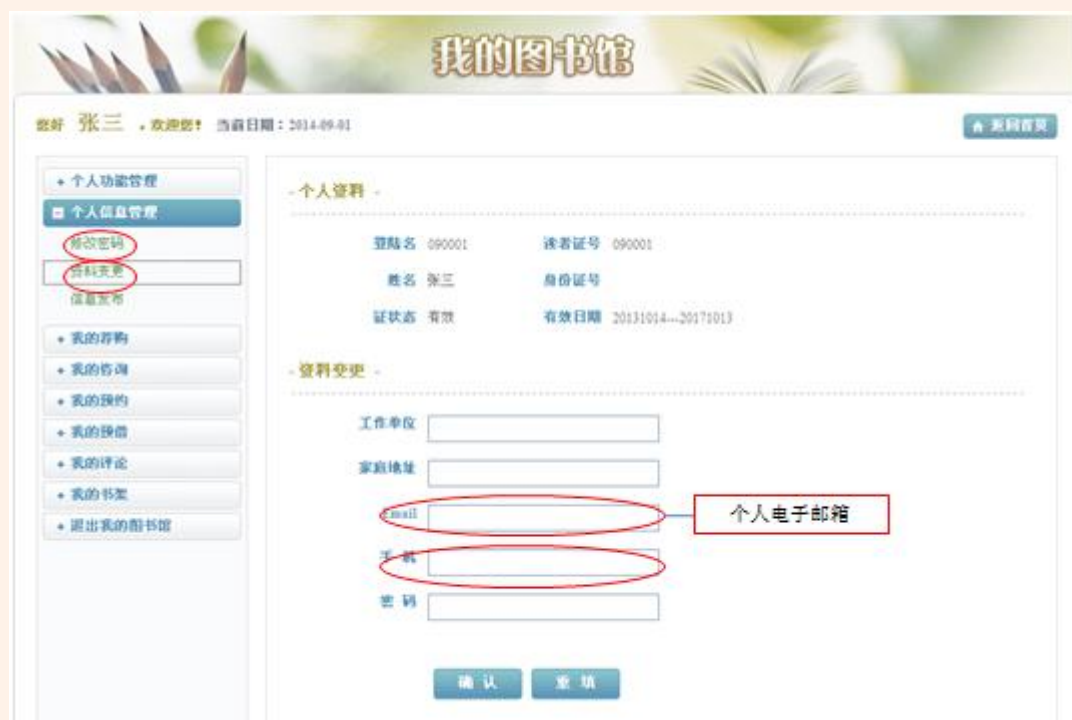 我的图书馆
您好 张三 ，欢迎您！ 当前日期：2014-09-01
返回首页
+ 个人功能管理
个人信息管理
修改密码
资料变更
信息发布
+ 我的荐购
+ 我的咨询
+ 我的预约
+ 我的预借
+ 我的评论
+ 我的书架
+ 退出我的图书馆
- 个人资料 -
登陆名 090001 读者证号 090001
姓名 张三 身份证号
证状态 有效 有效日期 20131014---20171013
- 资料变更 -
工作单位
家庭地址
Email
个人电子邮箱
手 机
密 码
确 认 重 填